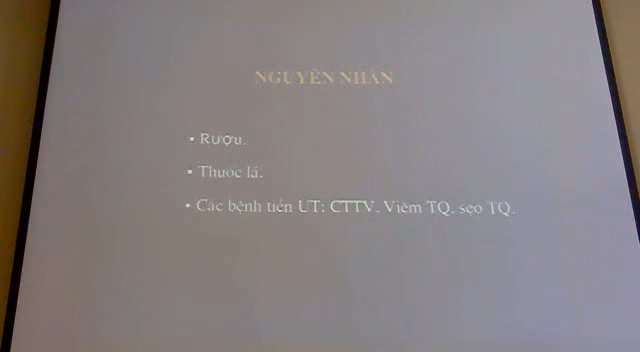 NGUYÊN NHÂN
• Rượu.
• Thuốc lá.
• Các bệnh tiền UT: CTTV, Viêm TQ, sẹo TQ.